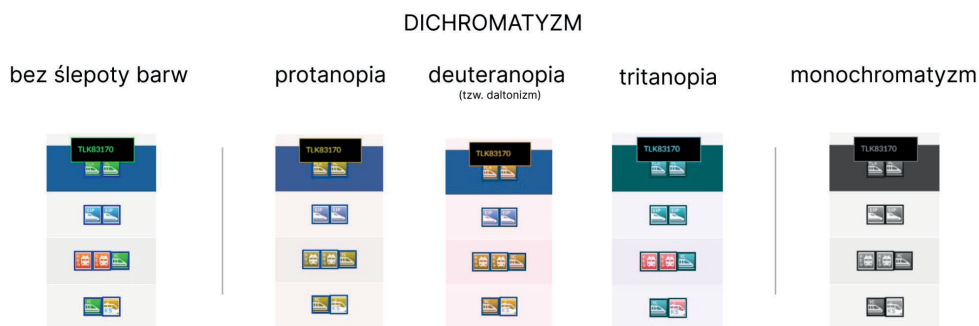 DICHROMATYZM
bez ślepoty barw
protanopia
deuteranopia
(tzw. daltonizm)
tritanopia
monochromatyzm
TLK83170
TLK83170
TLK83170
TLK83170
TLK83170